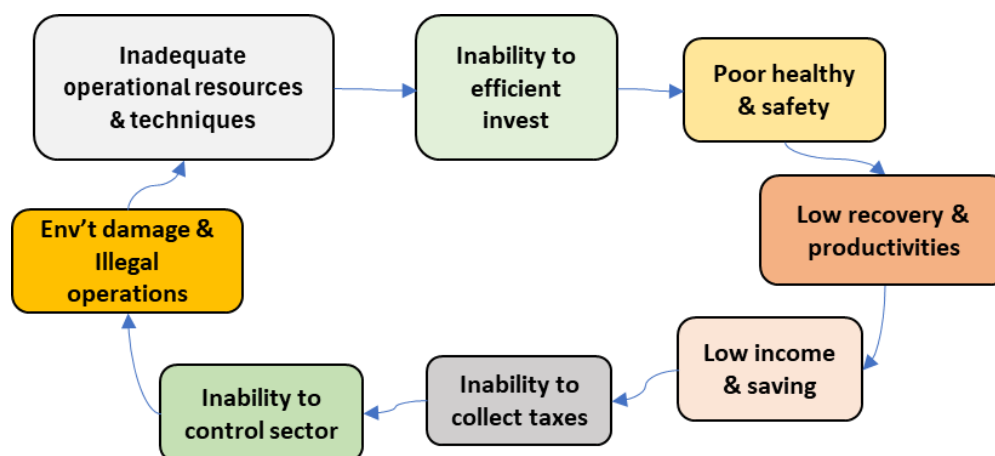 Inadequate
operational resources
& techniques
Inability to
efficient
invest
Poor healthy
& safety
Low recovery &
productivities
Low income
& saving
Inability to
collect taxes
Inability to
control sector
Env’t damage &
Illegal
operations